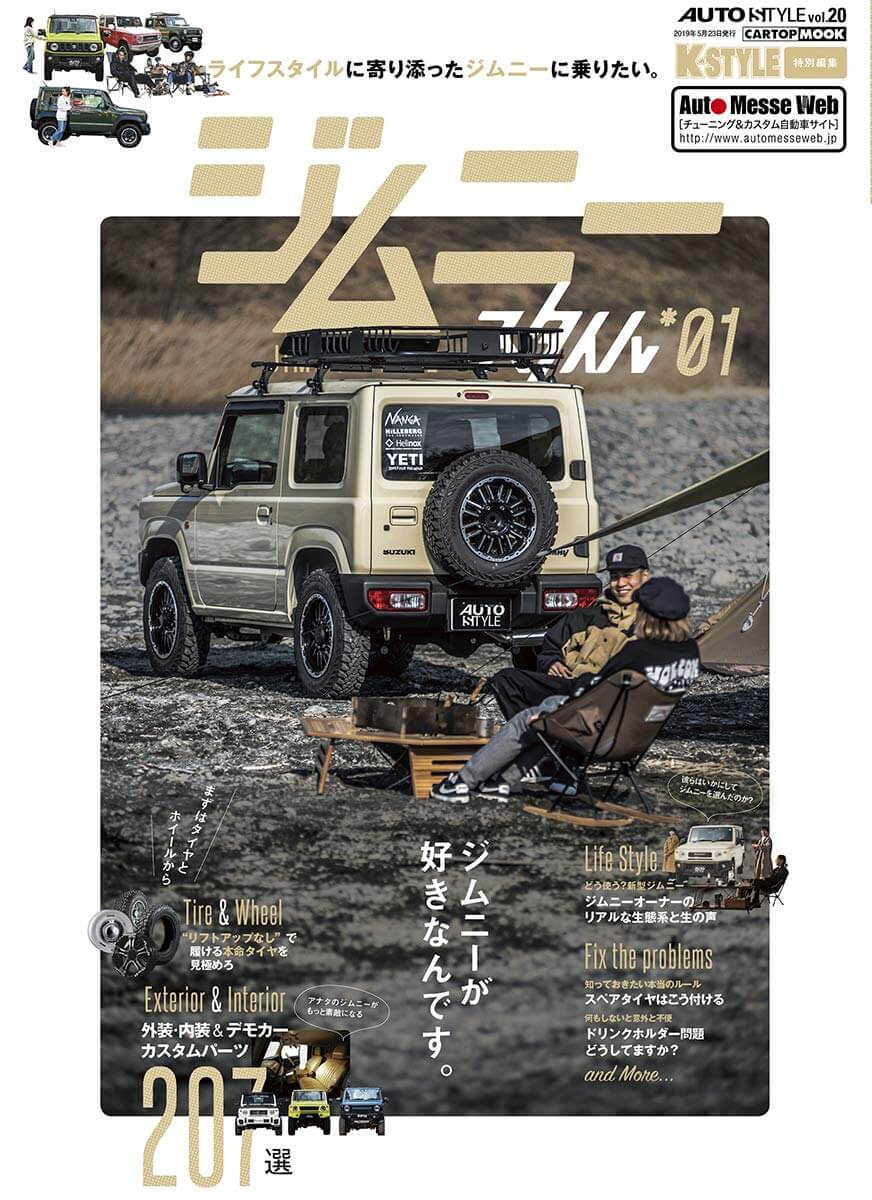 AUTO STYLE vol.20
2019年5月23日発行 CARTOP MOOK
K-STYLE 特別編集
Auto Messe Web
[チューニング&カスタム自動車サイト]
http://www.automesseweb.jp
ライフスタイルに寄り添ったジムニーに乗りたい。
ジムニー
スタイル*01
NANGA
HILLEBERG
THE TENTMAKER
Helinox
YETI
SUZUKI
AUTO
STYLE
まずはタイヤと
ホイールから
Tire & Wheel
“リフトアップなし”で
履ける本命タイヤを
見極めろ
Exterior & Interior
外装・内装&デモカー
カスタムパーツ
207選
アナタのジムニーが
もっと素敵になる
ジムニーが
好きなんです。
彼らはいかにして
ジムニーを選んだのか?
Life Style
どう使う?新型ジムニー
ジムニーオーナーの
リアルな生態系と生の声
Fix the problems
知っておきたい本当のルール
スペアタイヤはこう付ける
何もしないと意外と不便
ドリンクホルダー問題
どうしてますか?
and More...